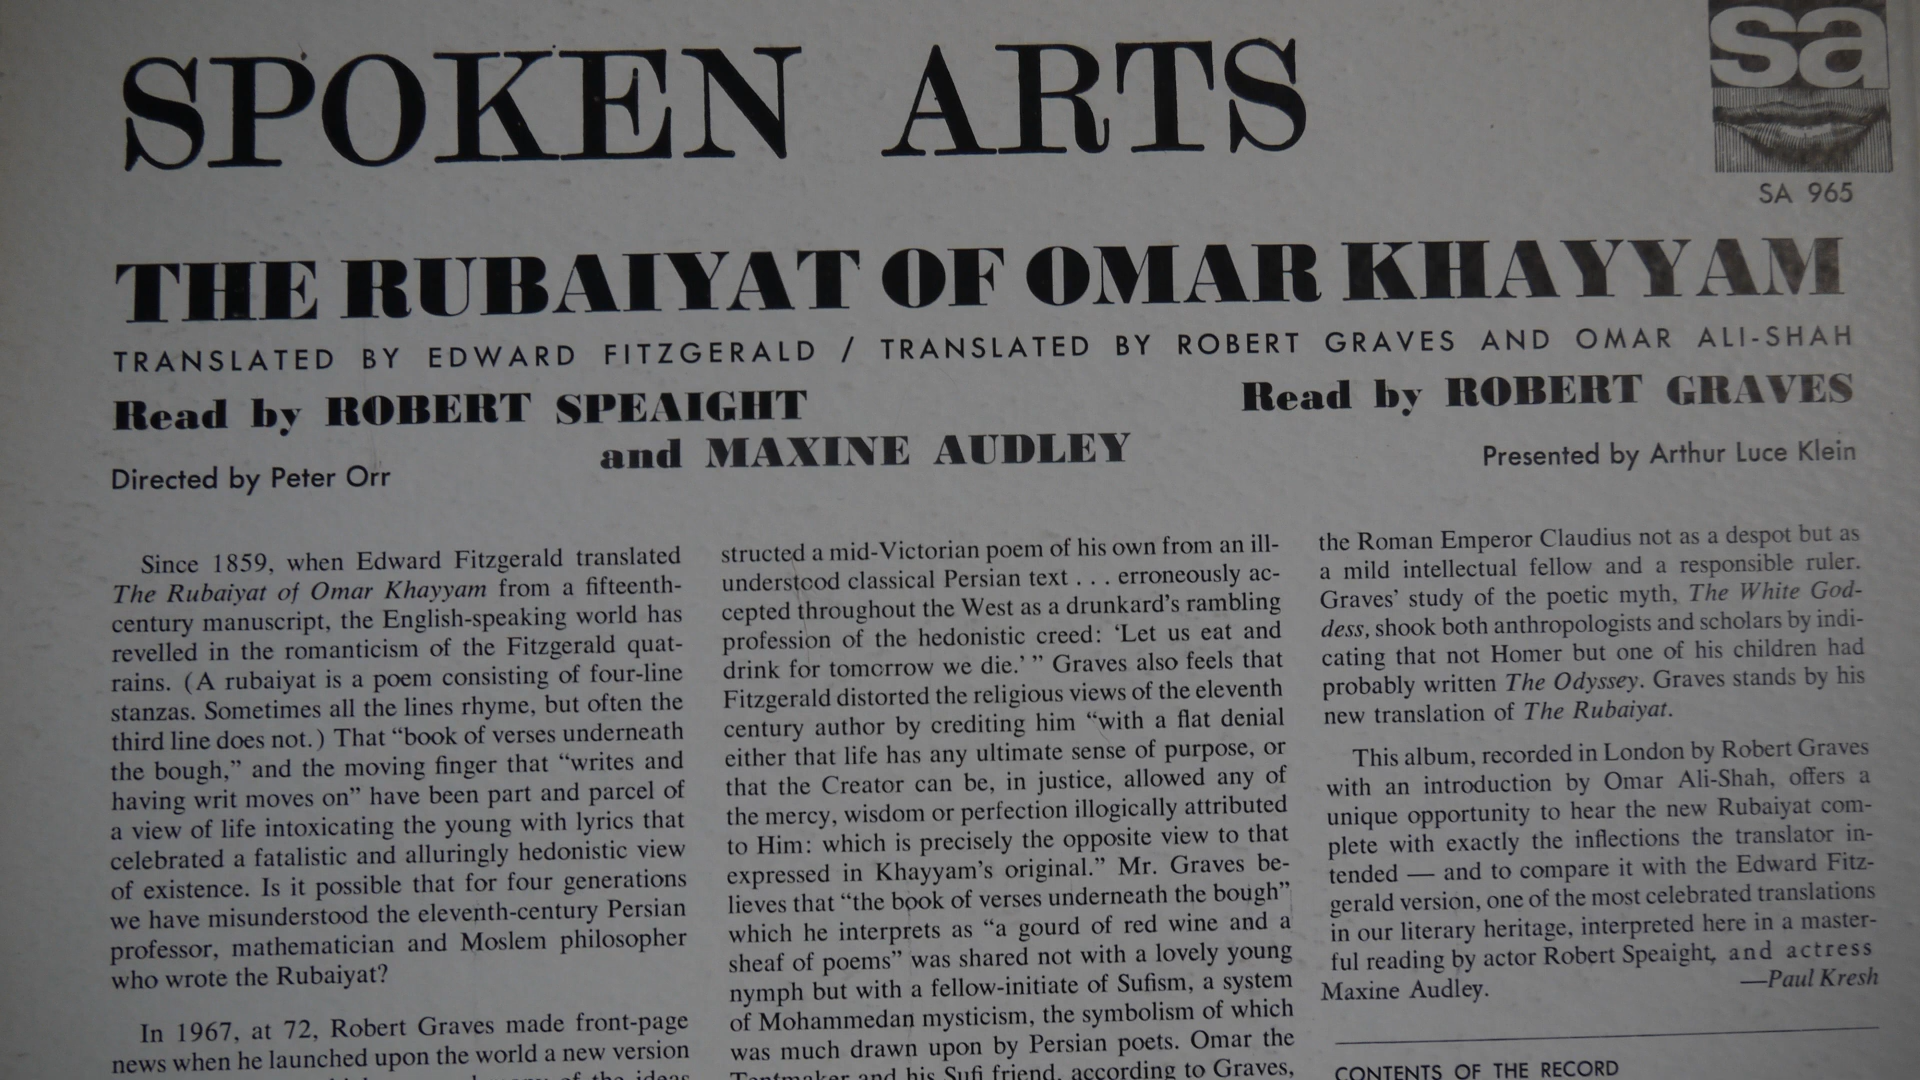 SPOKEN ARTS
sa
SA 965
THE RUBAIYAT OF OMAR KHAYYAM
TRANSLATED BY EDWARD FITZGERALD / TRANSLATED BY ROBERT GRAVES AND OMAR ALI-SHAH
Read by ROBERT SPEAIGHT
and MAXINE AUDLEY
Directed by Peter Orr
Read by ROBERT GRAVES
Presented by Arthur Luce Klein
Since 1859, when Edward Fitzgerald translated
The Rubaiyat of Omar Khayyam from a fifteenth-
century manuscript, the English-speaking world has
revelled in the romanticism of the Fitzgerald quat-
rains. (A rubaiyat is a poem consisting of four-line
stanzas. Sometimes all the lines rhyme, but often the
third line does not.) That “book of verses underneath
the bough,” and the moving finger that “writes and
having writ moves on” have been part and parcel of
a view of life intoxicating the young with lyrics that
celebrated a fatalistic and alluringly hedonistic view
of existence. Is it possible that for four generations
we have misunderstood the eleventh-century Persian
professor, mathematician and Moslem philosopher
who wrote the Rubaiyat?
In 1967, at 72, Robert Graves made front-page
news when he launched upon the world a new version
of the ideas
structed a mid-Victorian poem of his own from an ill-
understood classical Persian text . . . erroneously ac-
cepted throughout the West as a drunkard’s rambling
profession of the hedonistic creed: ‘Let us eat and
drink for tomorrow we die.’ ” Graves also feels that
Fitzgerald distorted the religious views of the eleventh
century author by crediting him “with a flat denial
either that life has any ultimate sense of purpose, or
that the Creator can be, in justice, allowed any of
the mercy, wisdom or perfection illogically attributed
to Him: which is precisely the opposite view to that
expressed in Khayyam’s original.” Mr. Graves be-
lieves that “the book of verses underneath the bough”
which he interprets as “a gourd of red wine and a
sheaf of poems” was shared not with a lovely young
nymph but with a fellow-initiate of Sufism, a system
of Mohammedan mysticism, the symbolism of which
was much drawn upon by Persian poets. Omar the
Tentmaker and his Sufi friend, according to Graves,
the Roman Emperor Claudius not as a despot but as
a mild intellectual fellow and a responsible ruler.
Graves’ study of the poetic myth, The White God-
dess, shook both anthropologists and scholars by indi-
cating that not Homer but one of his children had
probably written The Odyssey. Graves stands by his
new translation of The Rubaiyat.
This album, recorded in London by Robert Graves
with an introduction by Omar Ali-Shah, offers a
unique opportunity to hear the new Rubaiyat com-
plete with exactly the inflections the translator in-
tended — and to compare it with the Edward Fitz-
gerald version, one of the most celebrated translations
in our literary heritage, interpreted here in a master-
ful reading by actor Robert Speaight, and actress
Maxine Audley.
—Paul Kresh
CONTENTS OF THE RECORD